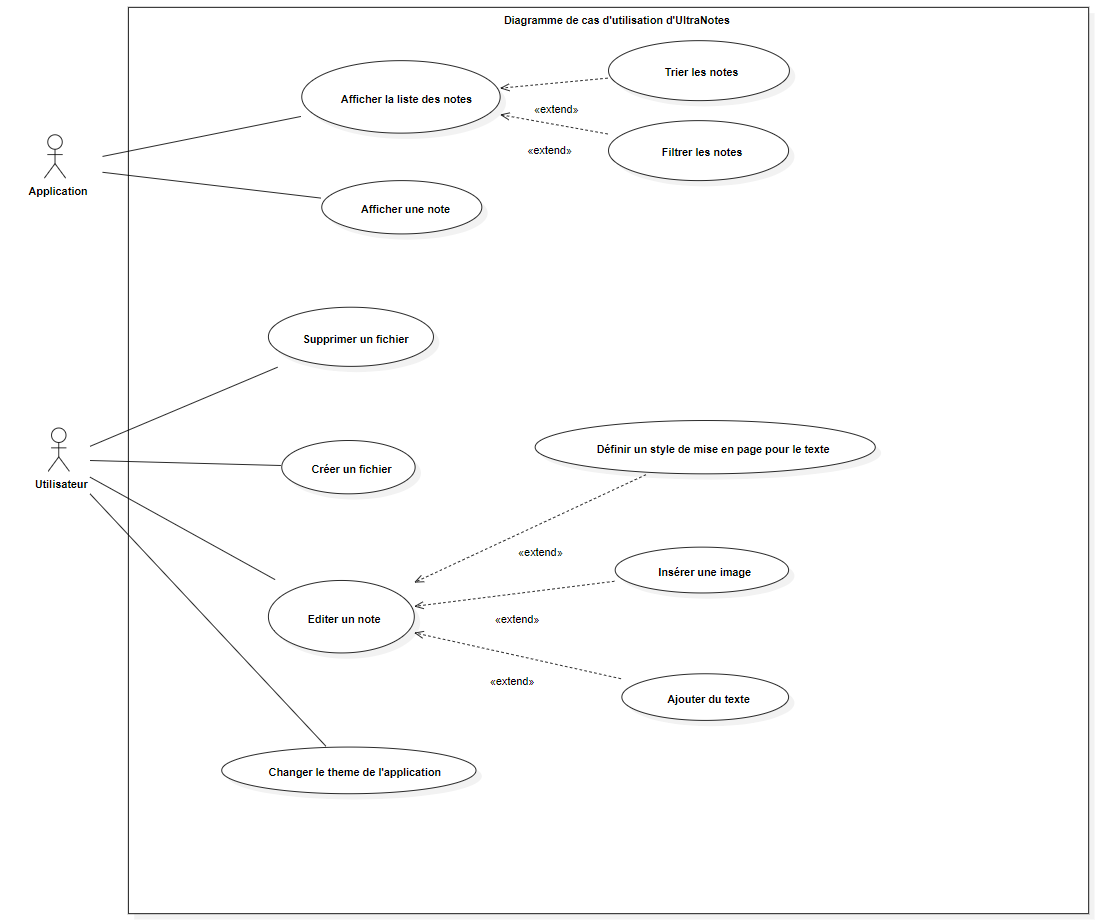 Diagramme de cas d'utilisation d'UltraNotes
Trier les notes
Afficher la liste des notes
«extend»
«extend»
Filtrer les notes
Application
Afficher une note
Supprimer un fichier
Définir un style de mise en page pour le texte
Créer un fichier
Utilisateur
«extend»
Insérer une image
Editer un note
«extend»
«extend»
Ajouter du texte
Changer le theme de l'application